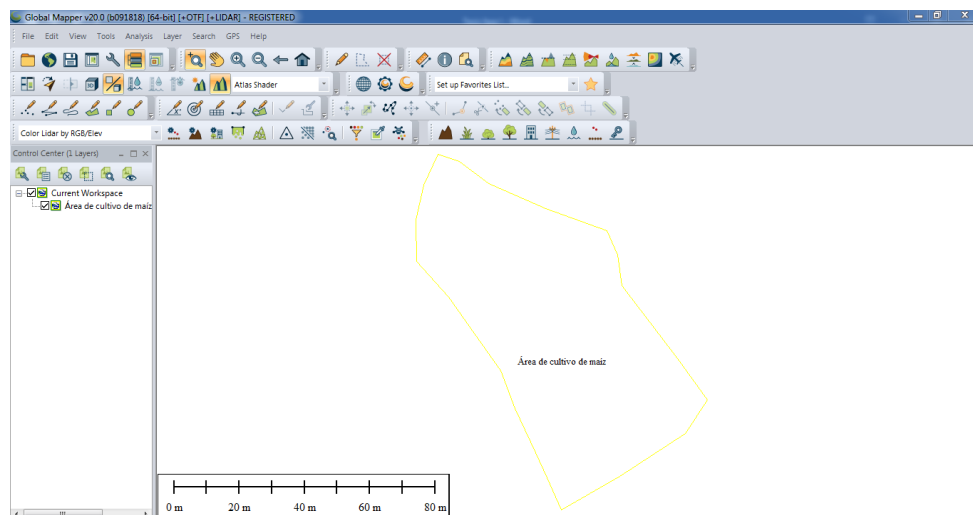 Global Mapper v20.0 (b091818) [64-bit] [+OTF] [+LIDAR] - REGISTERED
File Edit View Tools Analysis Layer Search GPS Help
Atlas Shader
Set up Favorites List...
Color Lidar by RGB/Elev
Control Center (1 Layers)
Current Workspace
Área de cultivo de maíz
Área de cultivo de maíz
0 m 20 m 40 m 60 m 80 m